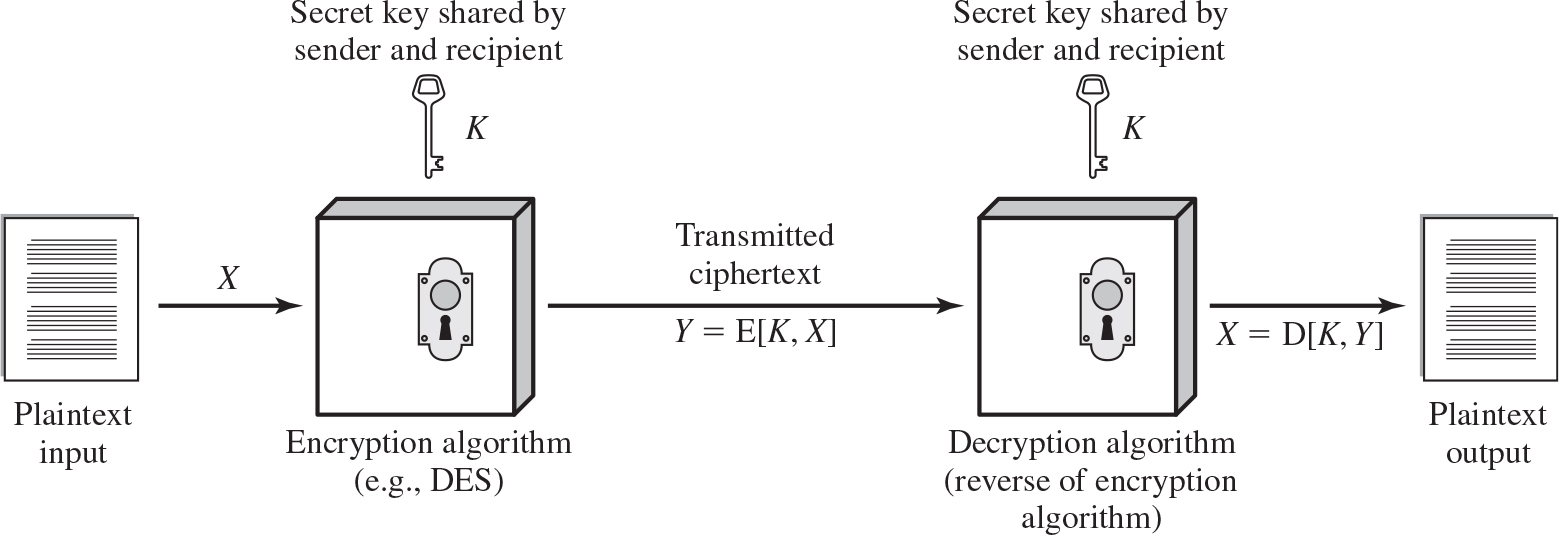 Secret key shared by
sender and recipient
K
Secret key shared by
sender and recipient
K
Plaintext
input
X
Encryption algorithm
(e.g., DES)
Transmitted
ciphertext
Y = E[K, X]
Decryption algorithm
(reverse of encryption
algorithm)
X = D[K, Y]
Plaintext
output